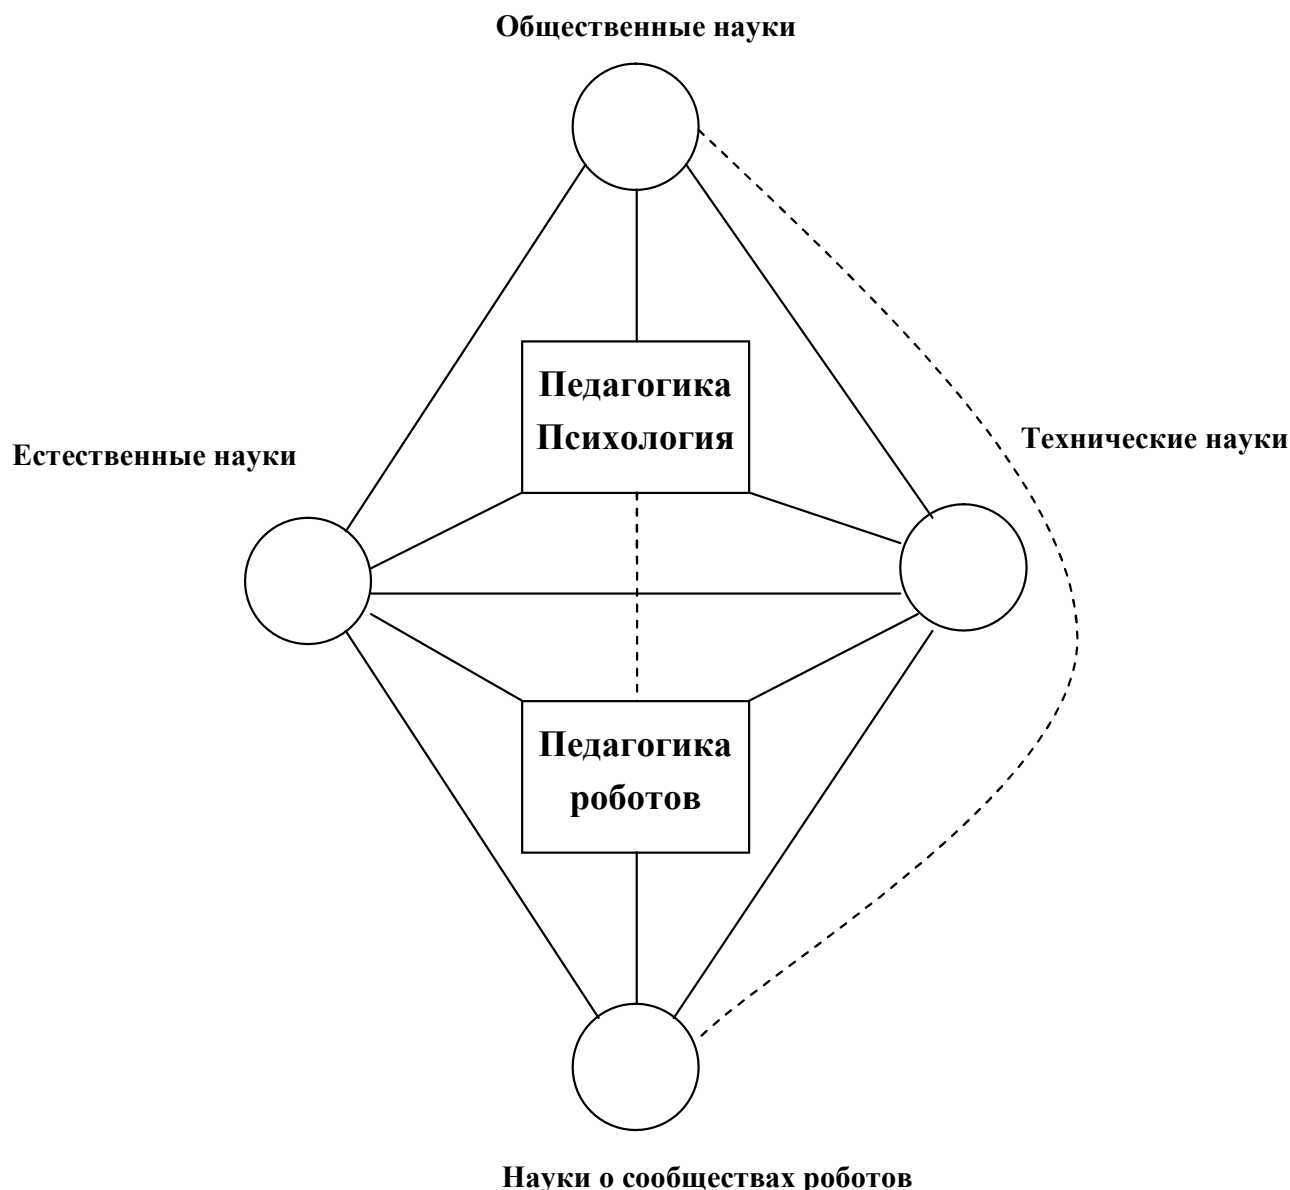 Общественные науки
Педагогика
Психология
Технические науки
Естественные науки
Педагогика
роботов
Науки о сообществах роботов